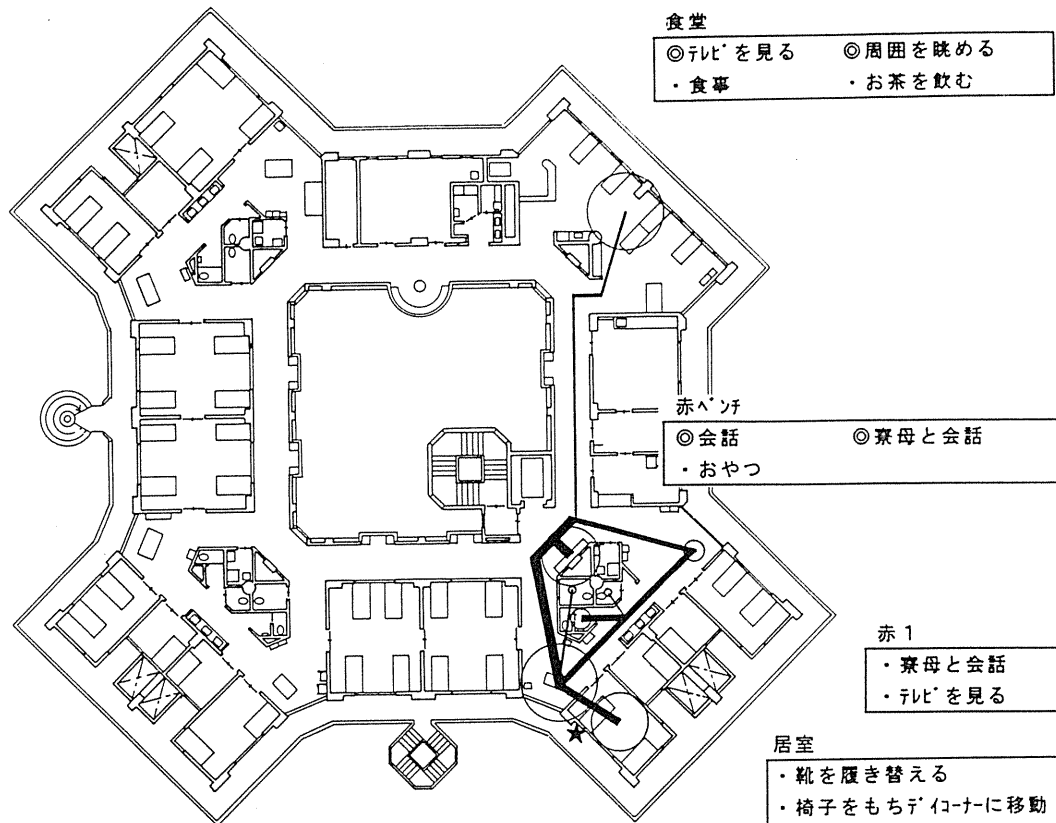 食堂
◎テレビを見る ◎周囲を眺める
・食事 ・お茶を飲む
赤ベンチ
◎会話 ◎寮母と会話
・おやつ
赤1
・寮母と会話
・テレビを見る
居室
・靴を履き替える
・椅子をもちデイコーナーに移動